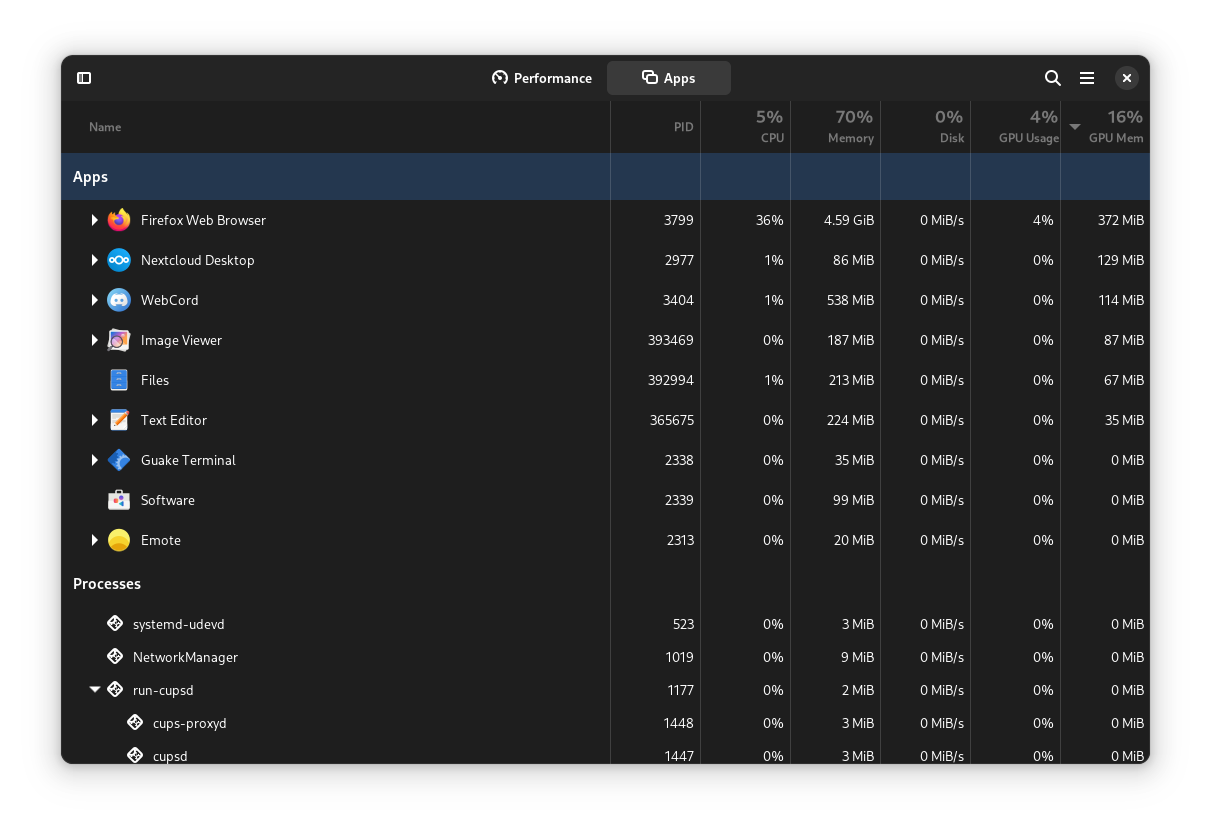 Performance Apps
Name PID 5% CPU 70% Memory 0% Disk 4% GPU Usage 16% GPU Mem
Apps
Firefox Web Browser 3799 36% 4.59 GiB 0 MiB/s 4% 372 MiB
Nextcloud Desktop 2977 1% 86 MiB 0 MiB/s 0% 129 MiB
WebCord 3404 1% 538 MiB 0 MiB/s 0% 114 MiB
Image Viewer 393469 0% 187 MiB 0 MiB/s 0% 87 MiB
Files 392994 1% 213 MiB 0 MiB/s 0% 67 MiB
Text Editor 365675 0% 224 MiB 0 MiB/s 0% 35 MiB
Guake Terminal 2338 0% 35 MiB 0 MiB/s 0% 0 MiB
Software 2339 0% 99 MiB 0 MiB/s 0% 0 MiB
Emote 2313 0% 20 MiB 0 MiB/s 0% 0 MiB
Processes
systemd-udevd 523 0% 3 MiB 0 MiB/s 0% 0 MiB
NetworkManager 1019 0% 9 MiB 0 MiB/s 0% 0 MiB
run-cupsd 1177 0% 2 MiB 0 MiB/s 0% 0 MiB
cups-proxyd 1448 0% 3 MiB 0 MiB/s 0% 0 MiB
cupsd 1447 0% 3 MiB 0 MiB/s 0% 0 MiB